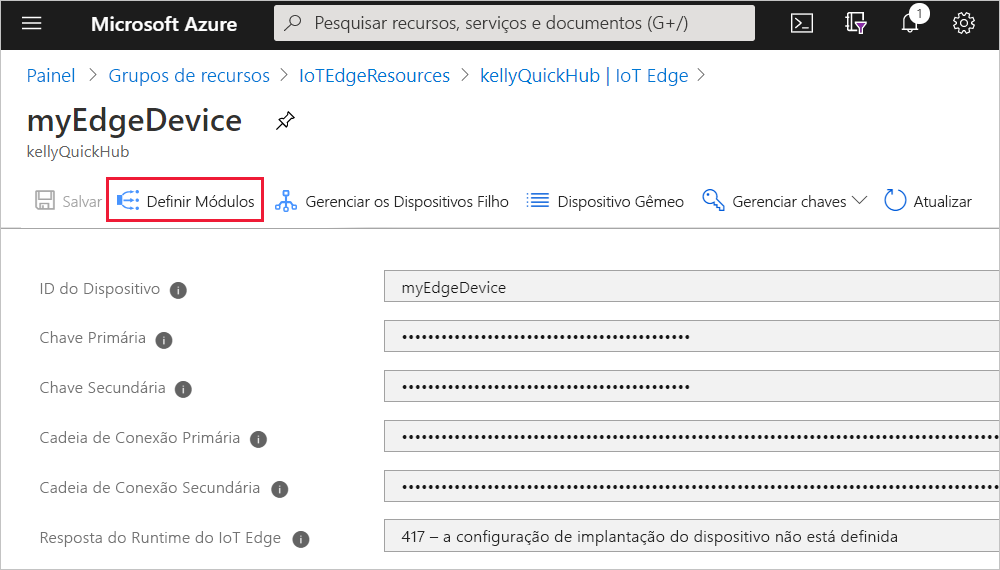 Microsoft Azure
Pesquisar recursos, serviços e documentos (G+/)
1
Painel > Grupos de recursos > IoTEdgeResources > kellyQuickHub | IoT Edge >
myEdgeDevice
kellyQuickHub
Salvar Definir Módulos Gerenciar os Dispositivos Filho Dispositivo Gêmeo Gerenciar chaves Atualizar
ID do Dispositivo myEdgeDevice
Chave Primária ••••••••••••••••••••••••••••••••••••••••••••
Chave Secundária ••••••••••••••••••••••••••••••••••••••••••••
Cadeia de Conexão Primária ••••••••••••••••••••••••••••••••••••••••••••••••••••••••••••••••••••••••••••••••••••••••••
Cadeia de Conexão Secundária ••••••••••••••••••••••••••••••••••••••••••••••••••••••••••••••••••••••••••••••••••••••••••
Resposta do Runtime do IoT Edge 417 – a configuração de implantação do dispositivo não está definida